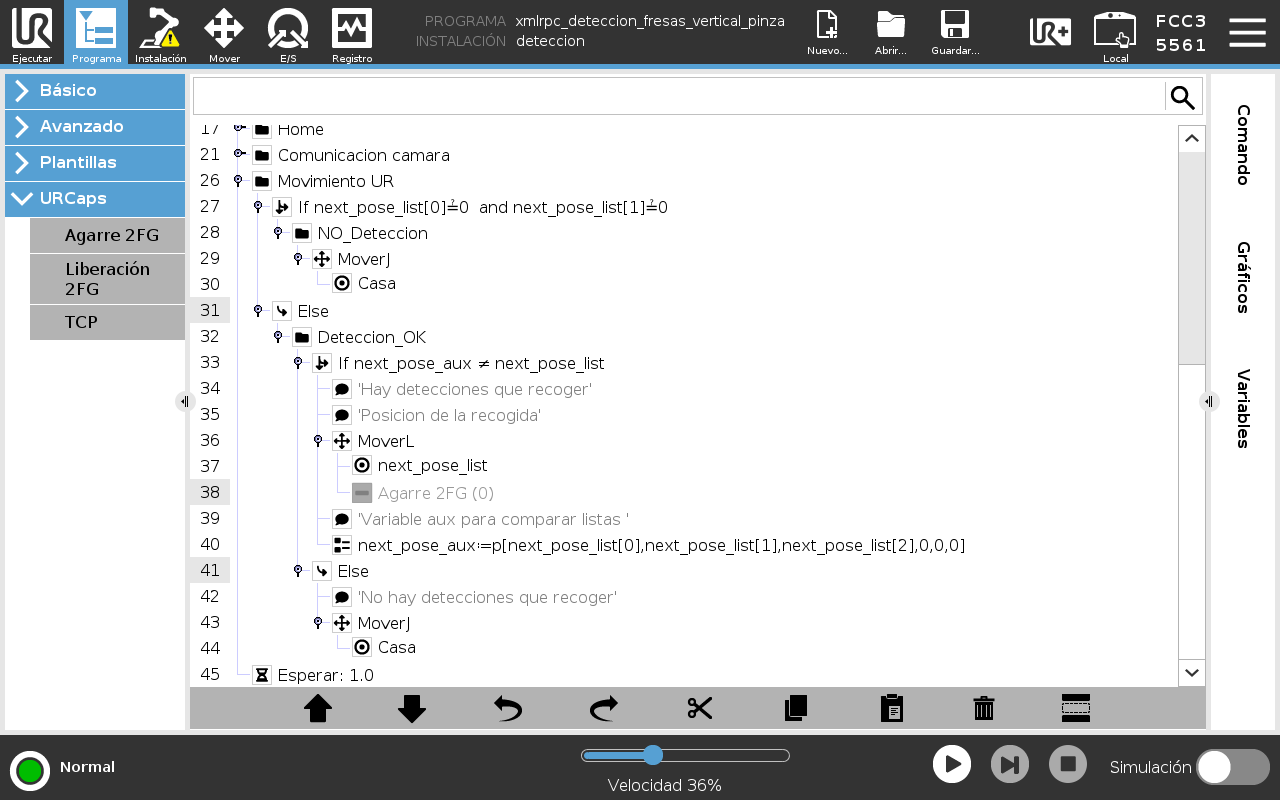 PROGRAMA xmlrpc_deteccion_fresas_vertical_pinza
INSTALACIÓN deteccion
Ejecutar Programa Instalación Mover E/S Registro
Nuevo... Abrir... Guardar...
UR+
Local
FCC3
5561
Básico
Avanzado
Plantillas
URCaps
Agarre 2FG
Liberación
2FG
TCP
17 Home
21 Comunicacion camara
26 Movimiento UR
27 If next_pose_list[0]≟0 and next_pose_list[1]≟0
28 NO_Deteccion
29 MoverJ
30 Casa
31 Else
32 Deteccion_OK
33 If next_pose_aux ≠ next_pose_list
34 'Hay detecciones que recoger'
35 'Posicion de la recogida'
36 MoverL
37 next_pose_list
38 Agarre 2FG (0)
39 'Variable aux para comparar listas '
40 next_pose_aux≔p[next_pose_list[0],next_pose_list[1],next_pose_list[2],0,0,0]
41 Else
42 'No hay detecciones que recoger'
43 MoverJ
44 Casa
45 Esperar: 1.0
Comando
Gráficos
Variables
Normal
Velocidad 36%
Simulación